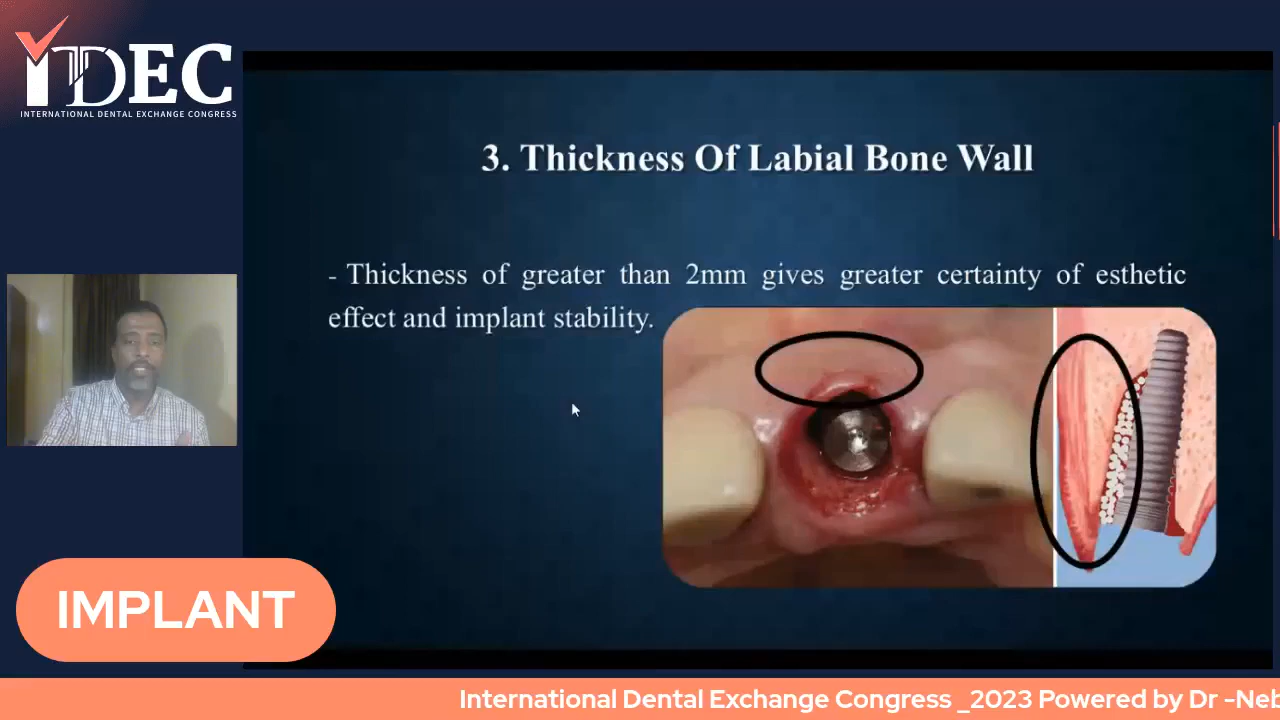 iTDEC
INTERNATIONAL DENTAL EXCHANGE CONGRESS
3. Thickness Of Labial Bone Wall
- Thickness of greater than 2mm gives greater certainty of esthetic
effect and implant stability.
IMPLANT
International Dental Exchange Congress _2023 Powered by Dr -Neb